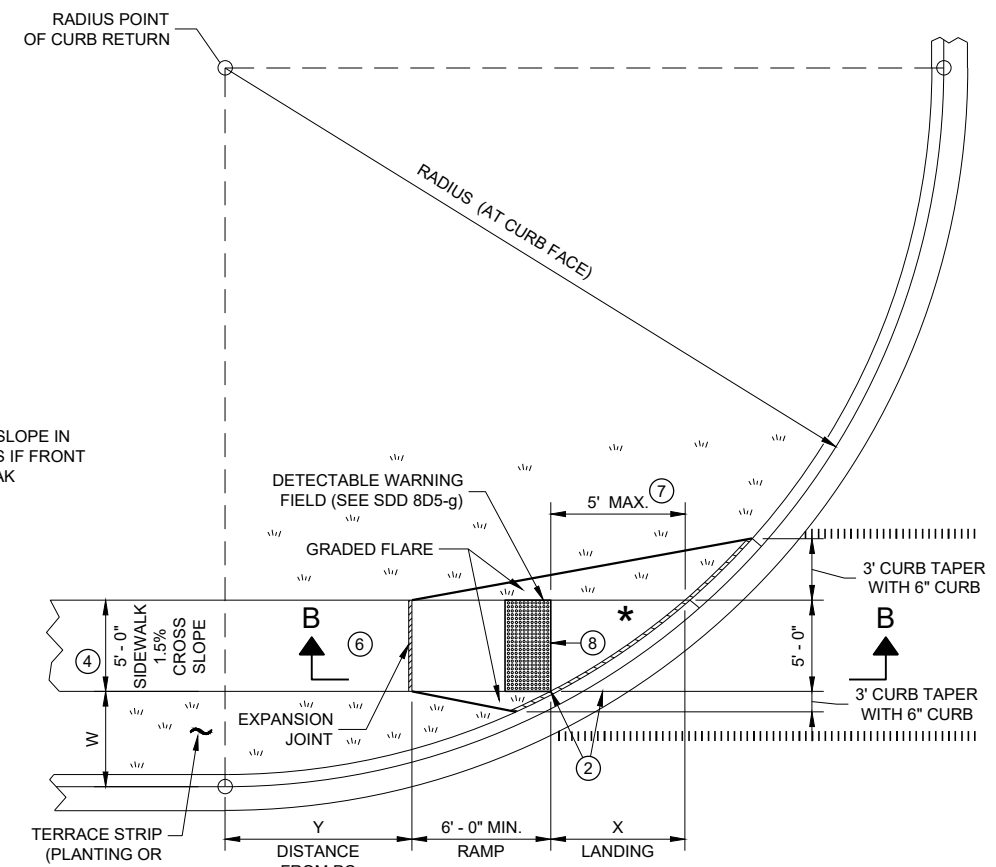 RADIUS POINT
OF CURB RETURN
RADIUS (AT CURB FACE)
SLOPE IN
S IF FRONT
AK
DETECTABLE WARNING
FIELD (SEE SDD 8D5-g)
5' MAX.
7
GRADED FLARE
3' CURB TAPER
WITH 6" CURB
B
B
4
5' - 0"
SIDEWALK
1.5%
CROSS
SLOPE
6
*
8
5' - 0"
3' CURB TAPER
WITH 6" CURB
EXPANSION
JOINT
W
2
TERRACE STRIP
(PLANTING OR
Y
DISTANCE
6' - 0" MIN.
RAMP
X
LANDING